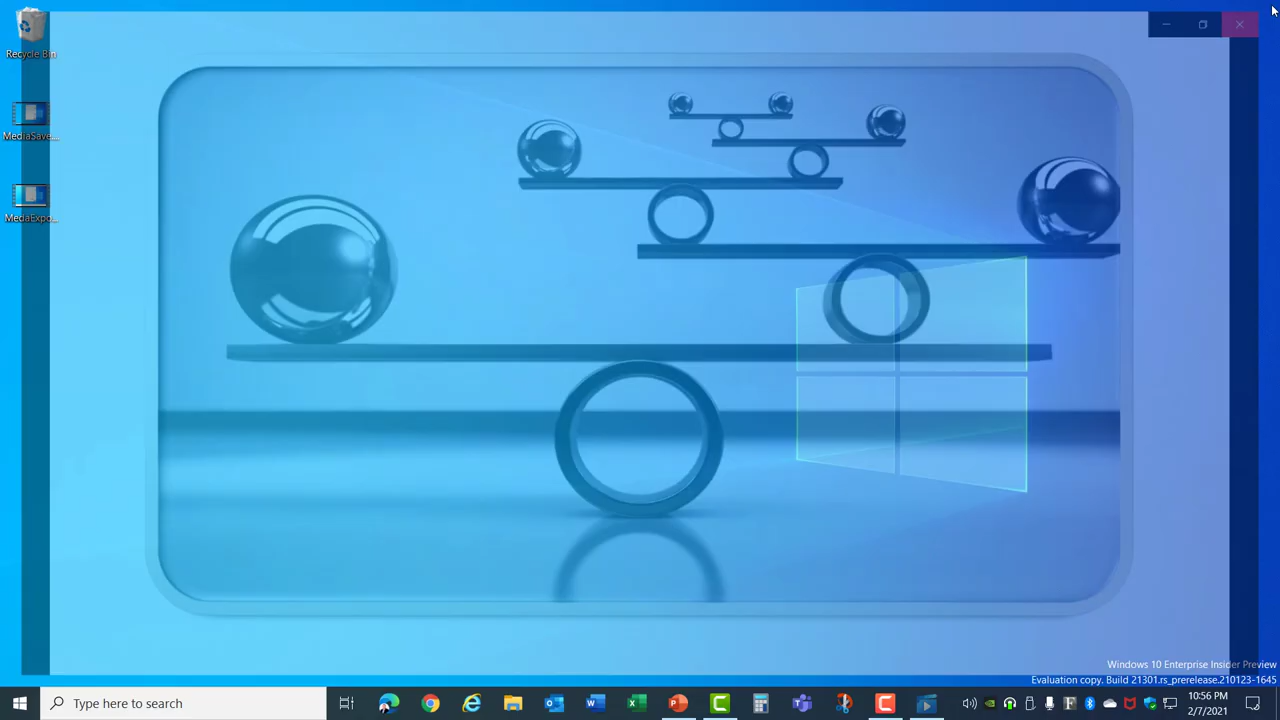 Recycle Bin
MediaSave...
MediaExpo...
Windows 10 Enterprise Insider Preview
Evaluation copy. Build 21301.rs_prerelease.210123-1645
Type here to search
10:56 PM
2/7/2021